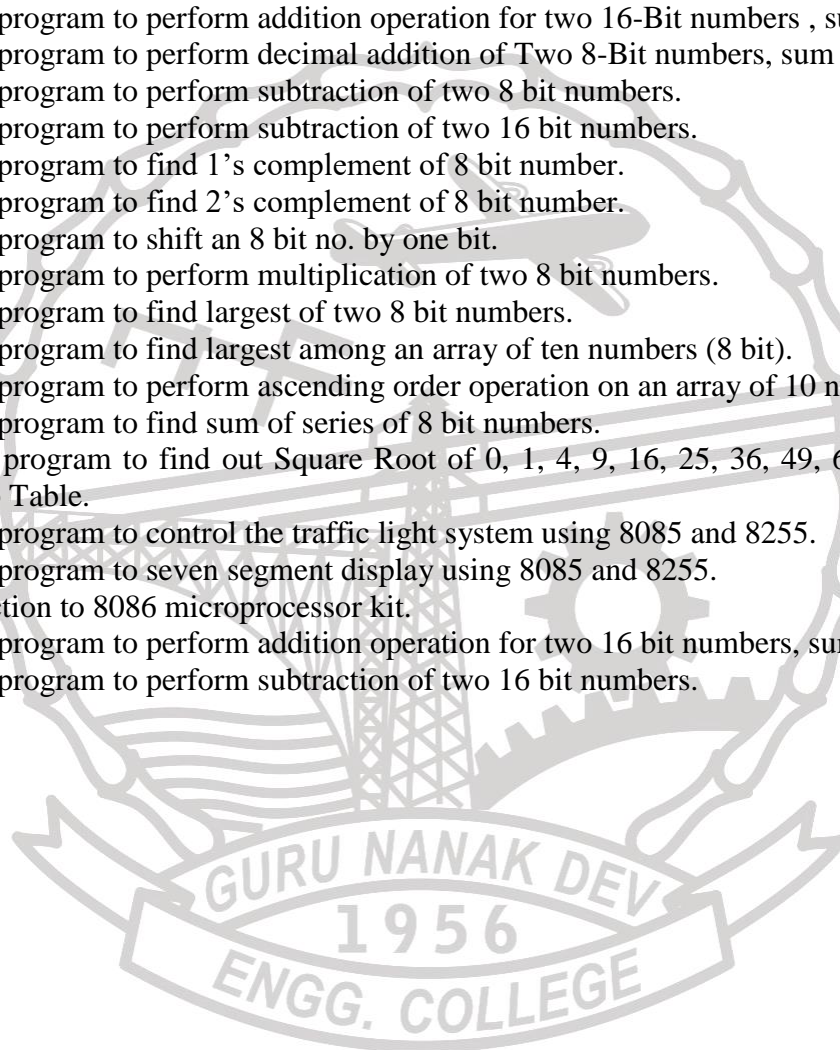 program to perform addition operation for two 16-Bit numbers , su
program to perform decimal addition of Two 8-Bit numbers, sum
program to perform subtraction of two 8 bit numbers.
program to perform subtraction of two 16 bit numbers.
program to find 1’s complement of 8 bit number.
program to find 2’s complement of 8 bit number.
program to shift an 8 bit no. by one bit.
program to perform multiplication of two 8 bit numbers.
program to find largest of two 8 bit numbers.
program to find largest among an array of ten numbers (8 bit).
program to perform ascending order operation on an array of 10 n
program to find sum of series of 8 bit numbers.
program to find out Square Root of 0, 1, 4, 9, 16, 25, 36, 49, 6
Table.
program to control the traffic light system using 8085 and 8255.
program to seven segment display using 8085 and 8255.
ction to 8086 microprocessor kit.
program to perform addition operation for two 16 bit numbers, sur
program to perform subtraction of two 16 bit numbers.
GURU NANAK DEV
1956
ENGG. COLLEGE